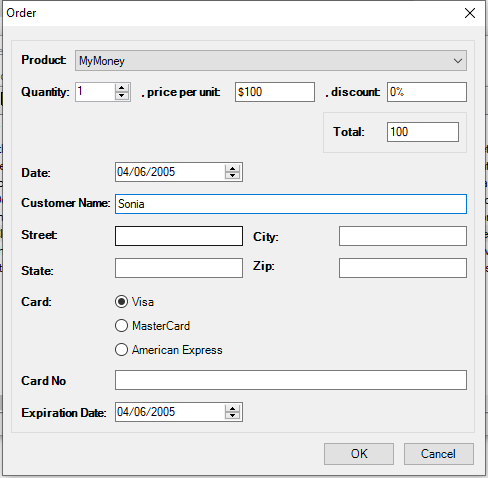 Order
Product: MyMoney
Quantity: 1 , price per unit: $100 , discount: 0%
Total: 100
Date: 04/06/2005
Customer Name: Sonia
Street: City:
State: Zip:
Card: Visa
MasterCard
American Express
Card No
Expiration Date: 04/06/2005
OK Cancel